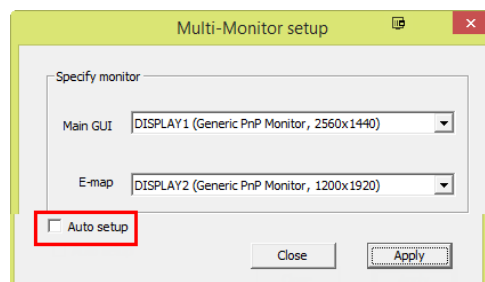 Multi-Monitor setup
Specify monitor
Main GUI DISPLAY1 (Generic PnP Monitor, 2560x1440)
E-map DISPLAY2 (Generic PnP Monitor, 1200x1920)
Auto setup
Close Apply